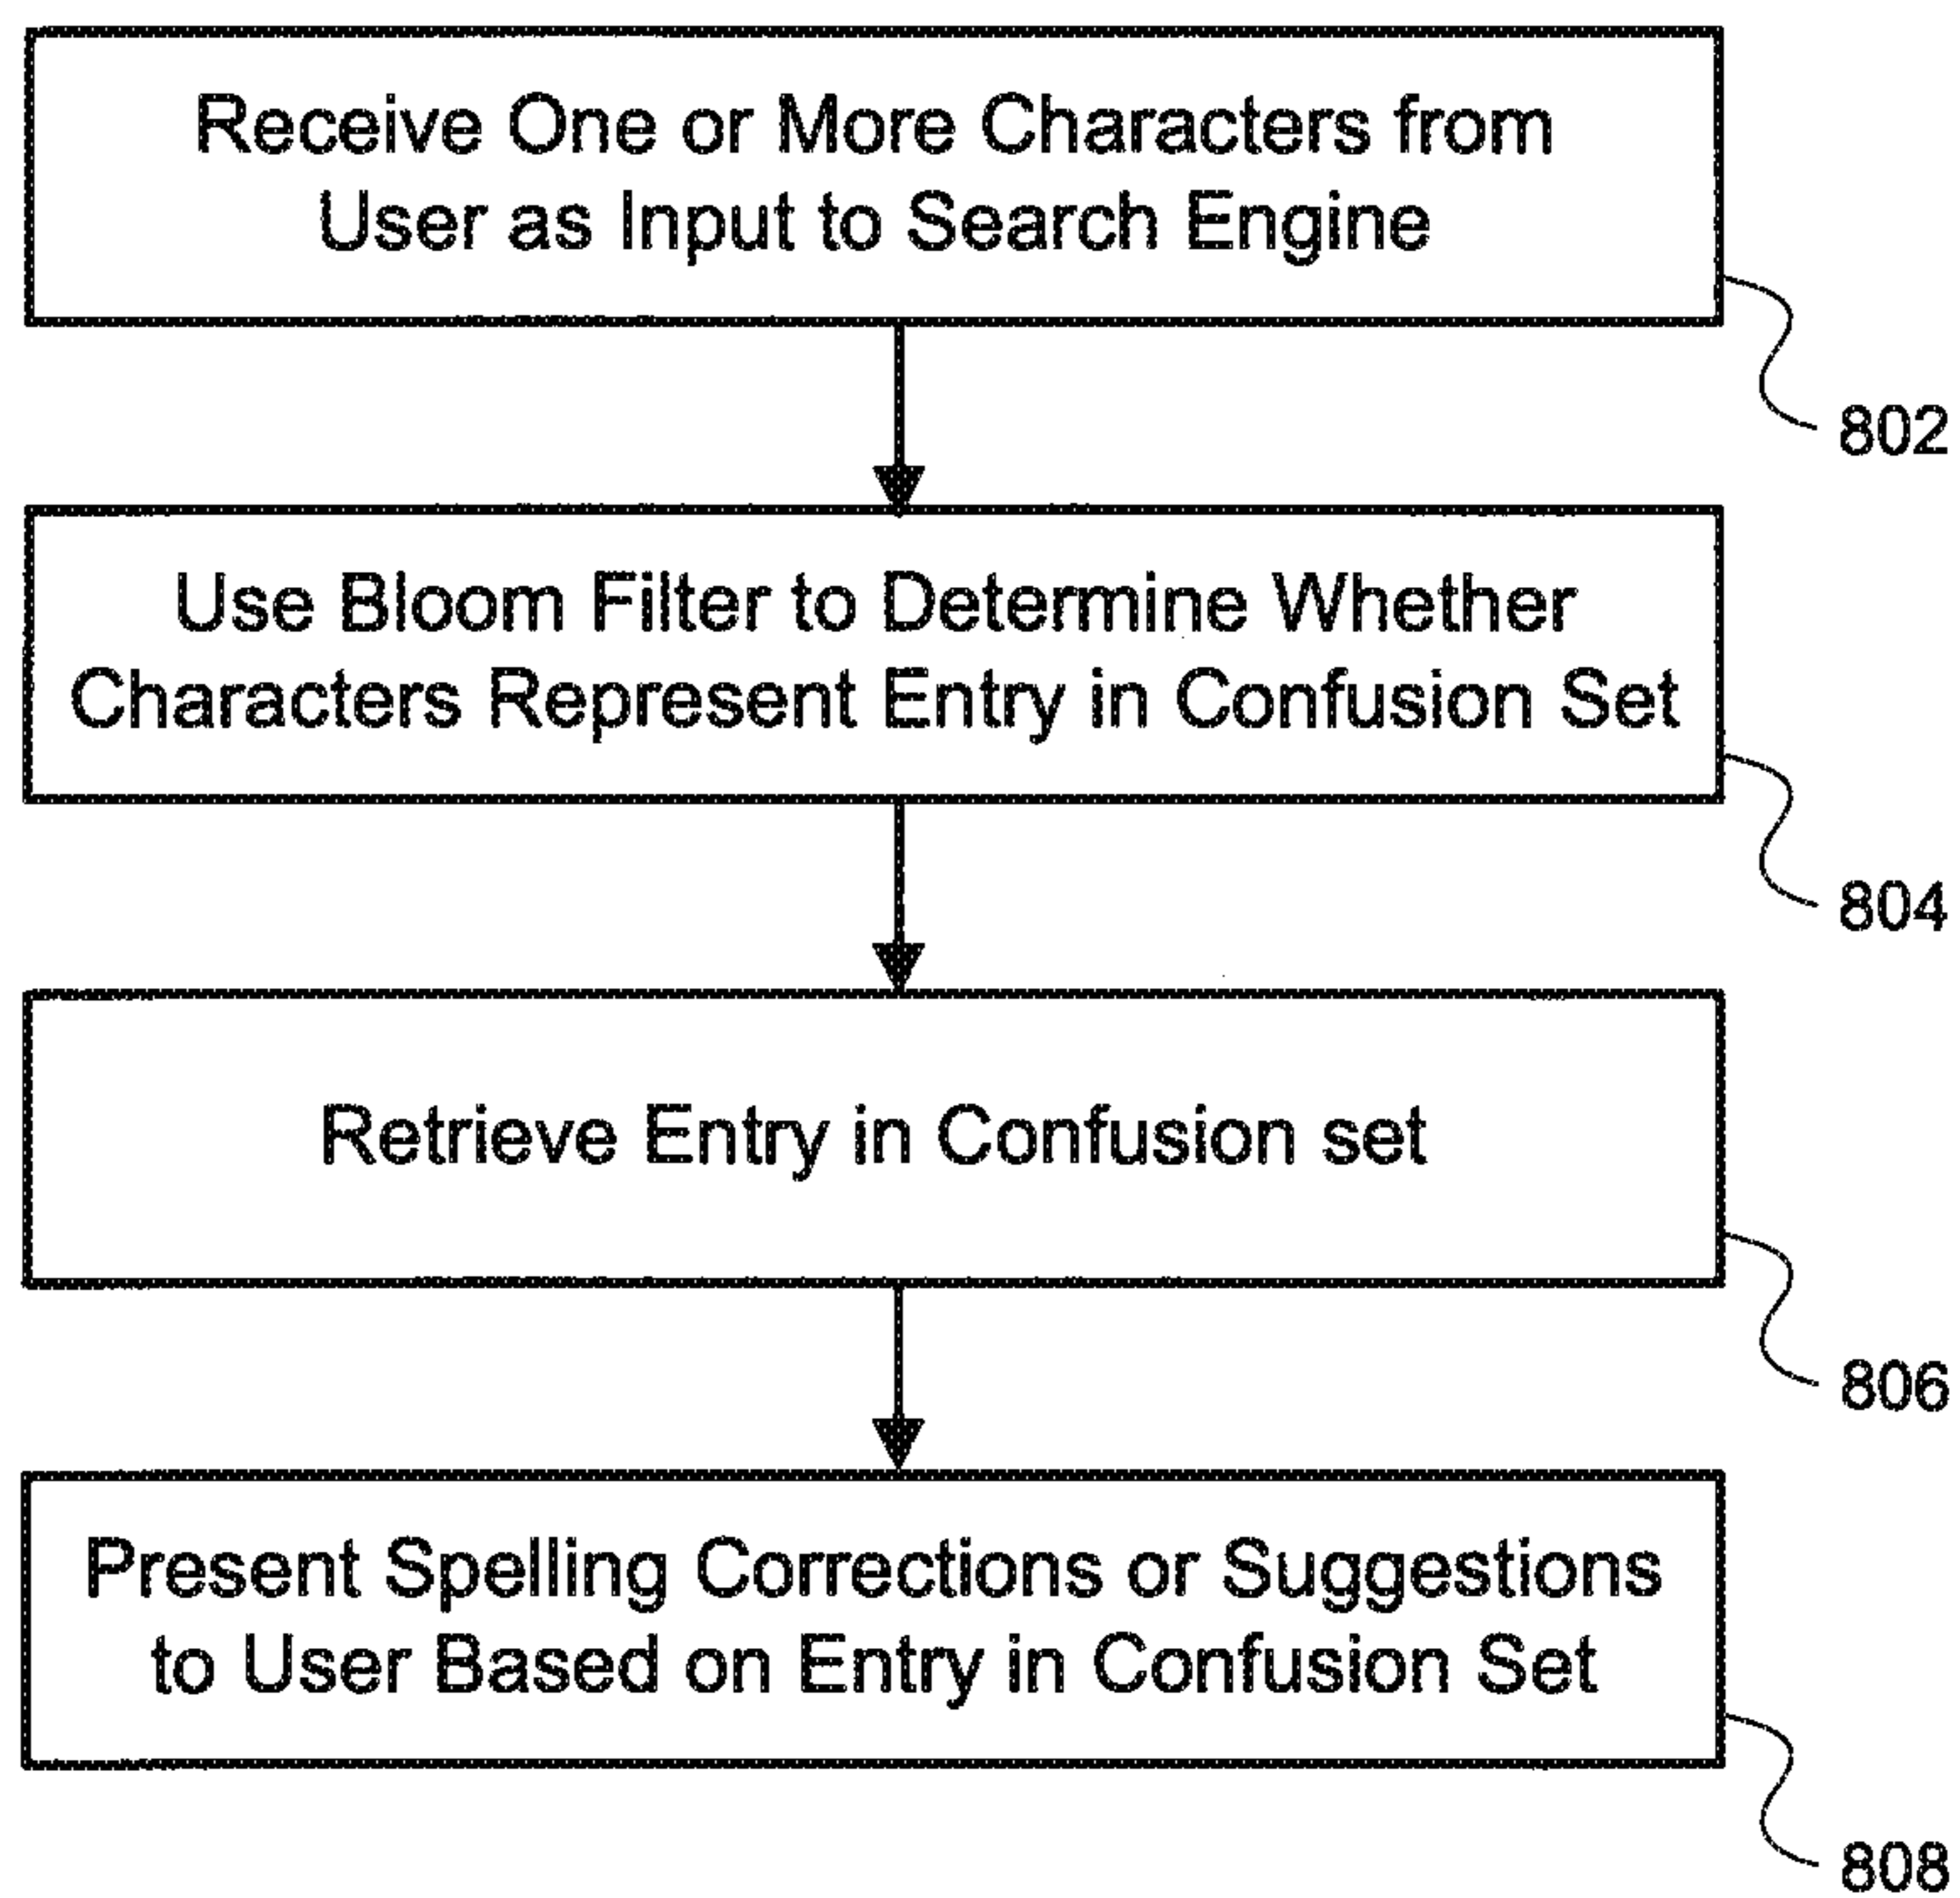 Receive One or More Characters from
User as Input to Search Engine
802
Use Bloom Filter to Determine Whether
Characters Represent Entry in Confusion Set
804
Retrieve Entry in Confusion set
806
Present Spelling Corrections or Suggestions
to User Based on Entry in Confusion Set
808